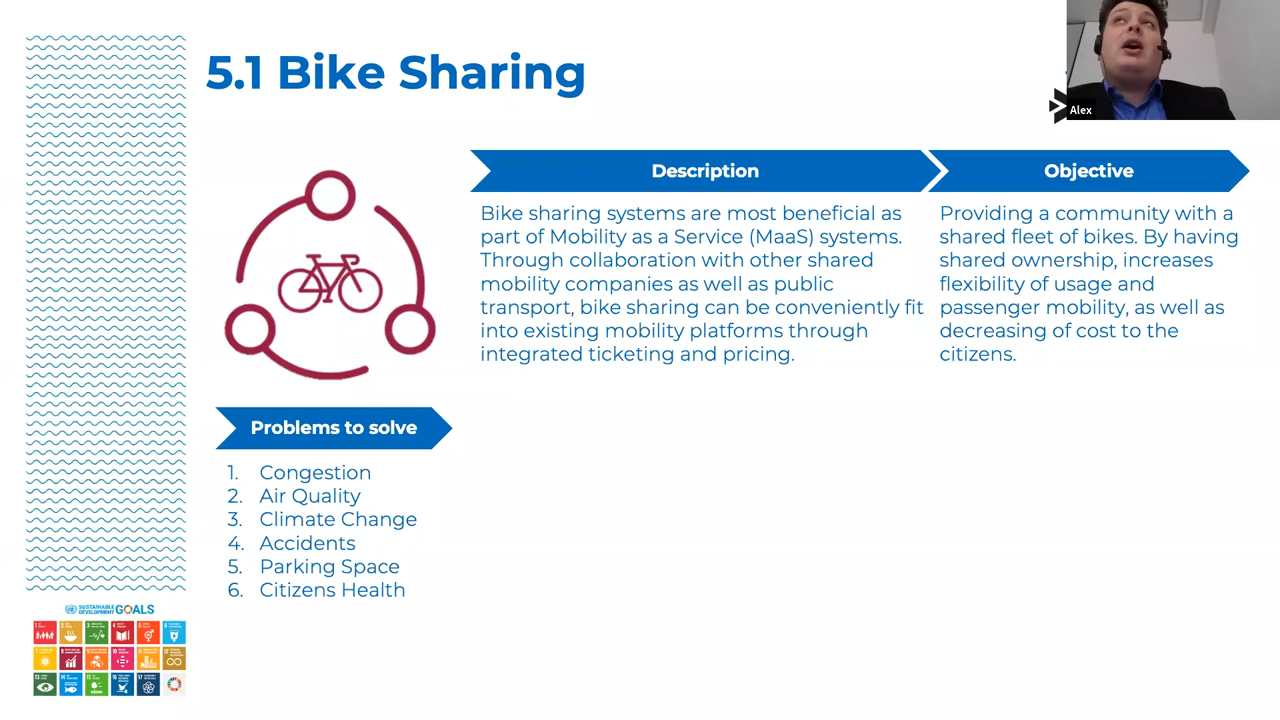 5.1 Bike Sharing
Alex
Description
Objective
Bike sharing systems are most beneficial as
part of Mobility as a Service (MaaS) systems.
Through collaboration with other shared
mobility companies as well as public
transport, bike sharing can be conveniently fit
into existing mobility platforms through
integrated ticketing and pricing.
Providing a community with a
shared fleet of bikes. By having
shared ownership, increases
flexibility of usage and
passenger mobility, as well as
decreasing of cost to the
citizens.
Problems to solve
1. Congestion
2. Air Quality
3. Climate Change
4. Accidents
5. Parking Space
6. Citizens Health
SUSTAINABLE
DEVELOPMENT GOALS